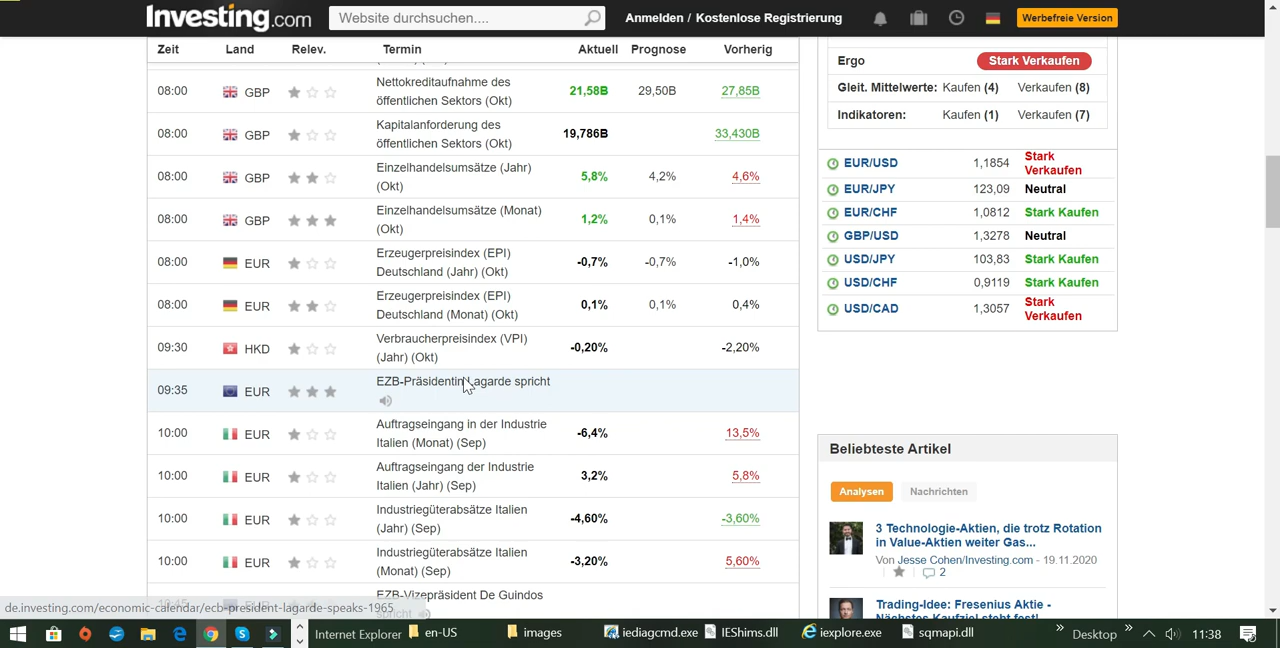 Investing.com Website durchsuchen.... Anmelden / Kostenlose Registrierung Werbefreie Version
Zeit Land Relev. Termin Aktuell Prognose Vorherig
08:00 GBP Nettokreditaufnahme des 21,58B 29,50B 27,85B
öffentlichen Sektors (Okt)
08:00 GBP Kapitalanforderung des 19,786B 33,430B
öffentlichen Sektors (Okt)
08:00 GBP Einzelhandelsumsätze (Jahr) 5,8% 4,2% 4,6%
(Okt)
08:00 GBP Einzelhandelsumsätze (Monat) 1,2% 0,1% 1,4%
(Okt)
08:00 EUR Erzeugerpreisindex (EPI) -0,7% -0,7% -1,0%
Deutschland (Jahr) (Okt)
08:00 EUR Erzeugerpreisindex (EPI) 0,1% 0,1% 0,4%
Deutschland (Monat) (Okt)
09:30 HKD Verbraucherpreisindex (VPI) -0,20% -2,20%
(Jahr) (Okt)
09:35 EUR EZB-Präsidentin Lagarde spricht
10:00 EUR Auftragseingang in der Industrie -6,4% 13,5%
Italien (Monat) (Sep)
10:00 EUR Auftragseingang der Industrie 3,2% 5,8%
Italien (Jahr) (Sep)
10:00 EUR Industriegüterabsätze Italien -4,60% -3,60%
(Jahr) (Sep)
10:00 EUR Industriegüterabsätze Italien -3,20% 5,60%
(Monat) (Sep)
EZB-Vizepräsident De Guindos
spricht
de.investing.com/economic-calendar/ecb-president-lagarde-speaks-1965
Ergo Stark Verkaufen
Gleit. Mittelwerte: Kaufen (4) Verkaufen (8)
Indikatoren: Kaufen (1) Verkaufen (7)
EUR/USD 1,1854 Stark
Verkaufen
EUR/JPY 123,09 Neutral
EUR/CHF 1,0812 Stark Kaufen
GBP/USD 1,3278 Neutral
USD/JPY 103,83 Stark Kaufen
USD/CHF 0,9119 Stark Kaufen
USD/CAD 1,3057 Stark
Verkaufen
Beliebteste Artikel
Analysen Nachrichten
3 Technologie-Aktien, die trotz Rotation
in Value-Aktien weiter Gas...
Von Jesse Cohen/Investing.com - 19.11.2020
2
Trading-Idee: Fresenius Aktie -
Nächstes Kaufziel steht fest!
Internet Explorer en-US images iediagcmd.exe IEShims.dll iexplore.exe sqmapi.dll Desktop 11:38